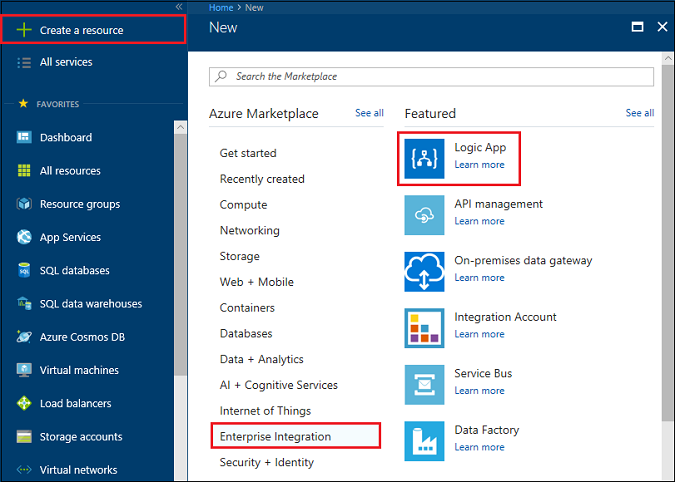 Create a resource
All services
FAVORITES
Dashboard
All resources
Resource groups
App Services
SQL databases
SQL data warehouses
Azure Cosmos DB
Virtual machines
Load balancers
Storage accounts
Virtual networks
Home > New
New
Search the Marketplace
Azure Marketplace See all
Get started
Recently created
Compute
Networking
Storage
Web + Mobile
Containers
Databases
Data + Analytics
AI + Cognitive Services
Internet of Things
Enterprise Integration
Security + Identity
Featured See all
Logic App
Learn more
API management
Learn more
On-premises data gateway
Learn more
Integration Account
Learn more
Service Bus
Learn more
Data Factory
Learn more